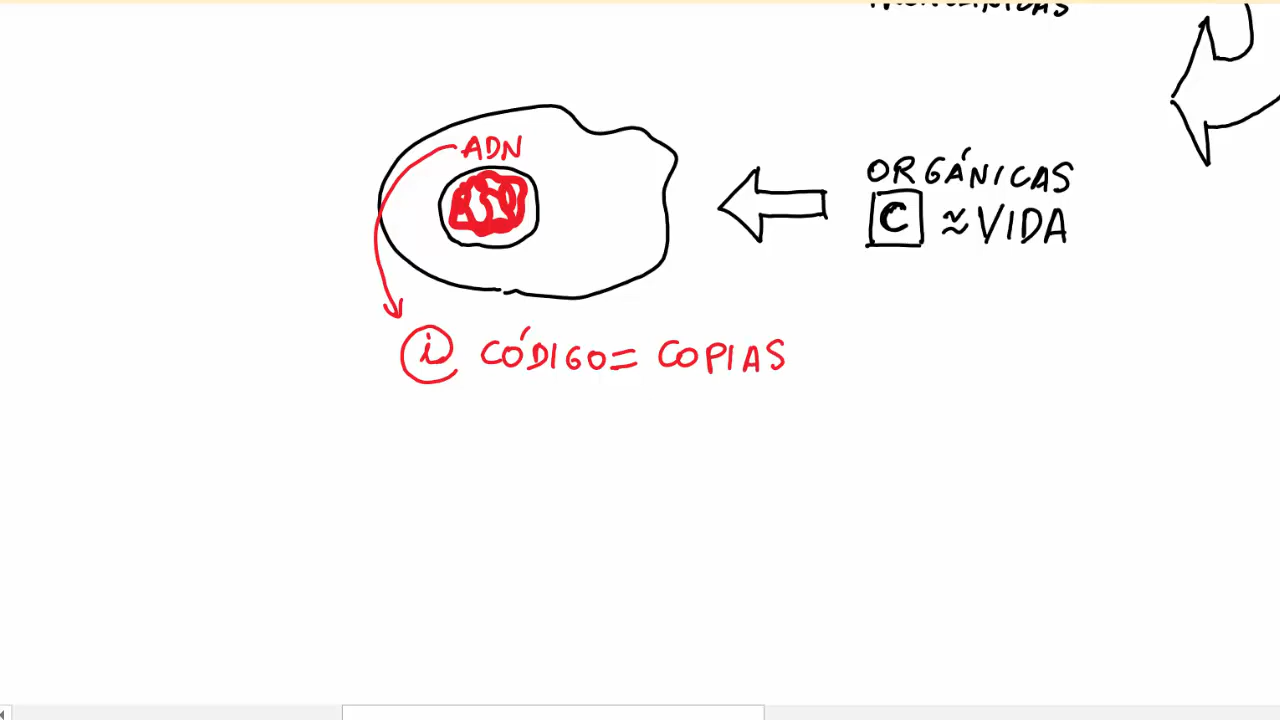 ADN
ORGÁNICAS
C ≈ VIDA
i CÓDIGO = COPIAS